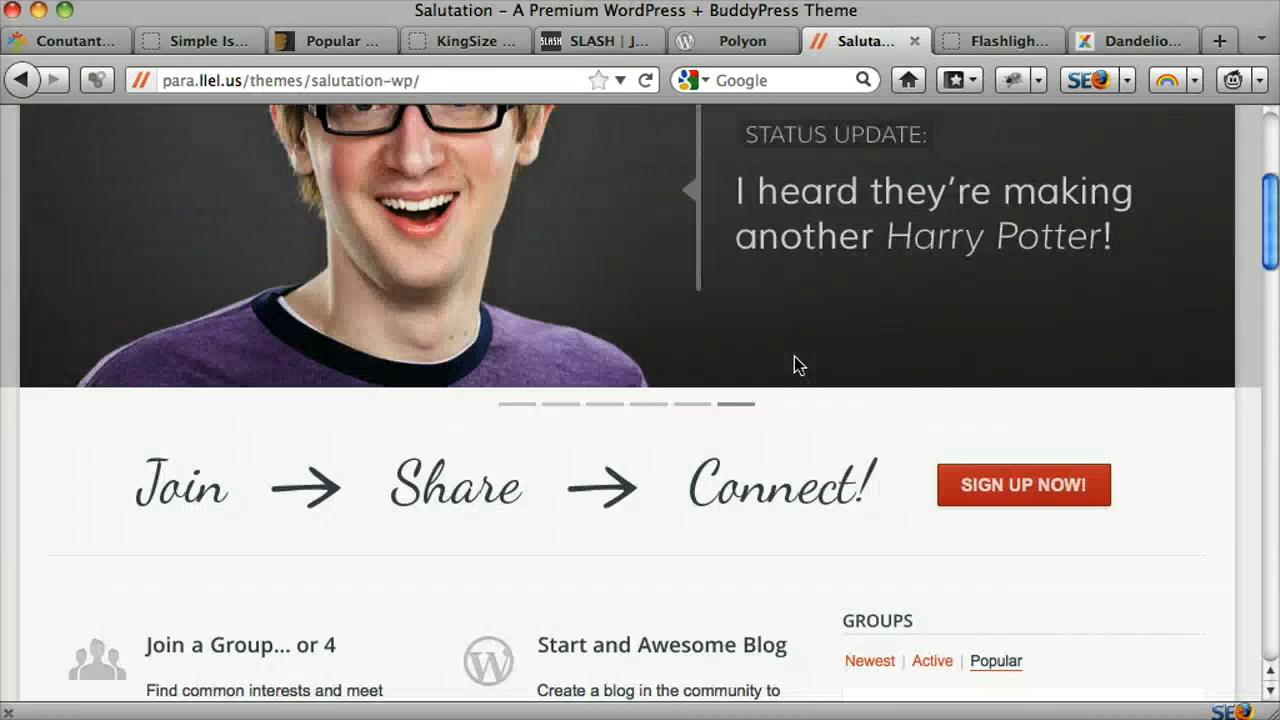 Salutation – A Premium WordPress + BuddyPress Theme
Conutant...
Simple Is...
Popular ...
KingSize ...
SLASH
SLASH | J...
Polyon
Saluta...
Flashligh...
Dandelio...
para.llel.us/themes/salutation-wp/
Google
SEO
STATUS UPDATE:
I heard they're making
another Harry Potter!
Join → Share → Connect!
SIGN UP NOW!
Join a Group... or 4
Find common interests and meet
Start and Awesome Blog
Create a blog in the community to
GROUPS
Newest | Active | Popular
SEO